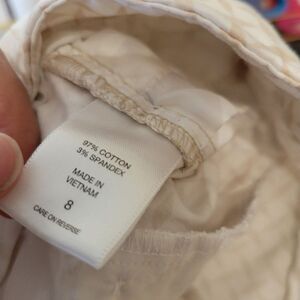 97% COTTON
3% SPANDEX
MADE IN
VIETNAM
8
CARE ON REVERSE